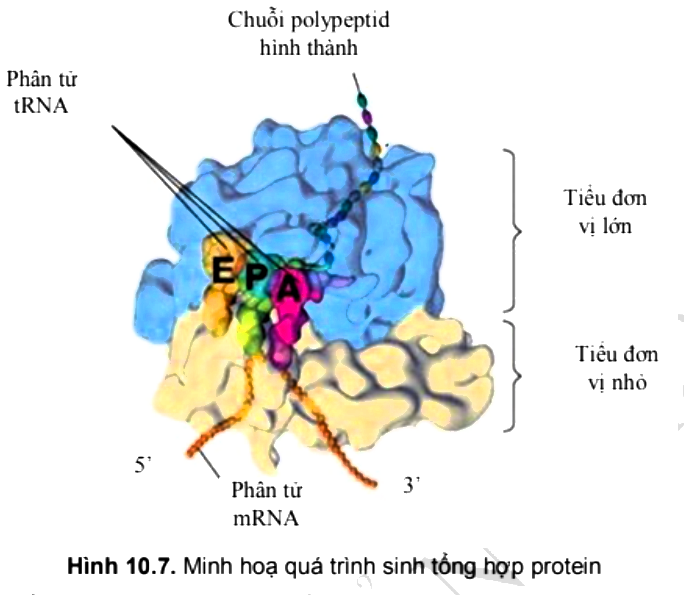 Chuỗi polypeptid
hình thành
Phân tử
tRNA
Tiểu đơn
vị lớn
E P A
Tiểu đơn
vị nhỏ
5'
3'
Phân tử
mRNA
Hình 10.7. Minh hoạ quá trình sinh tổng hợp protein